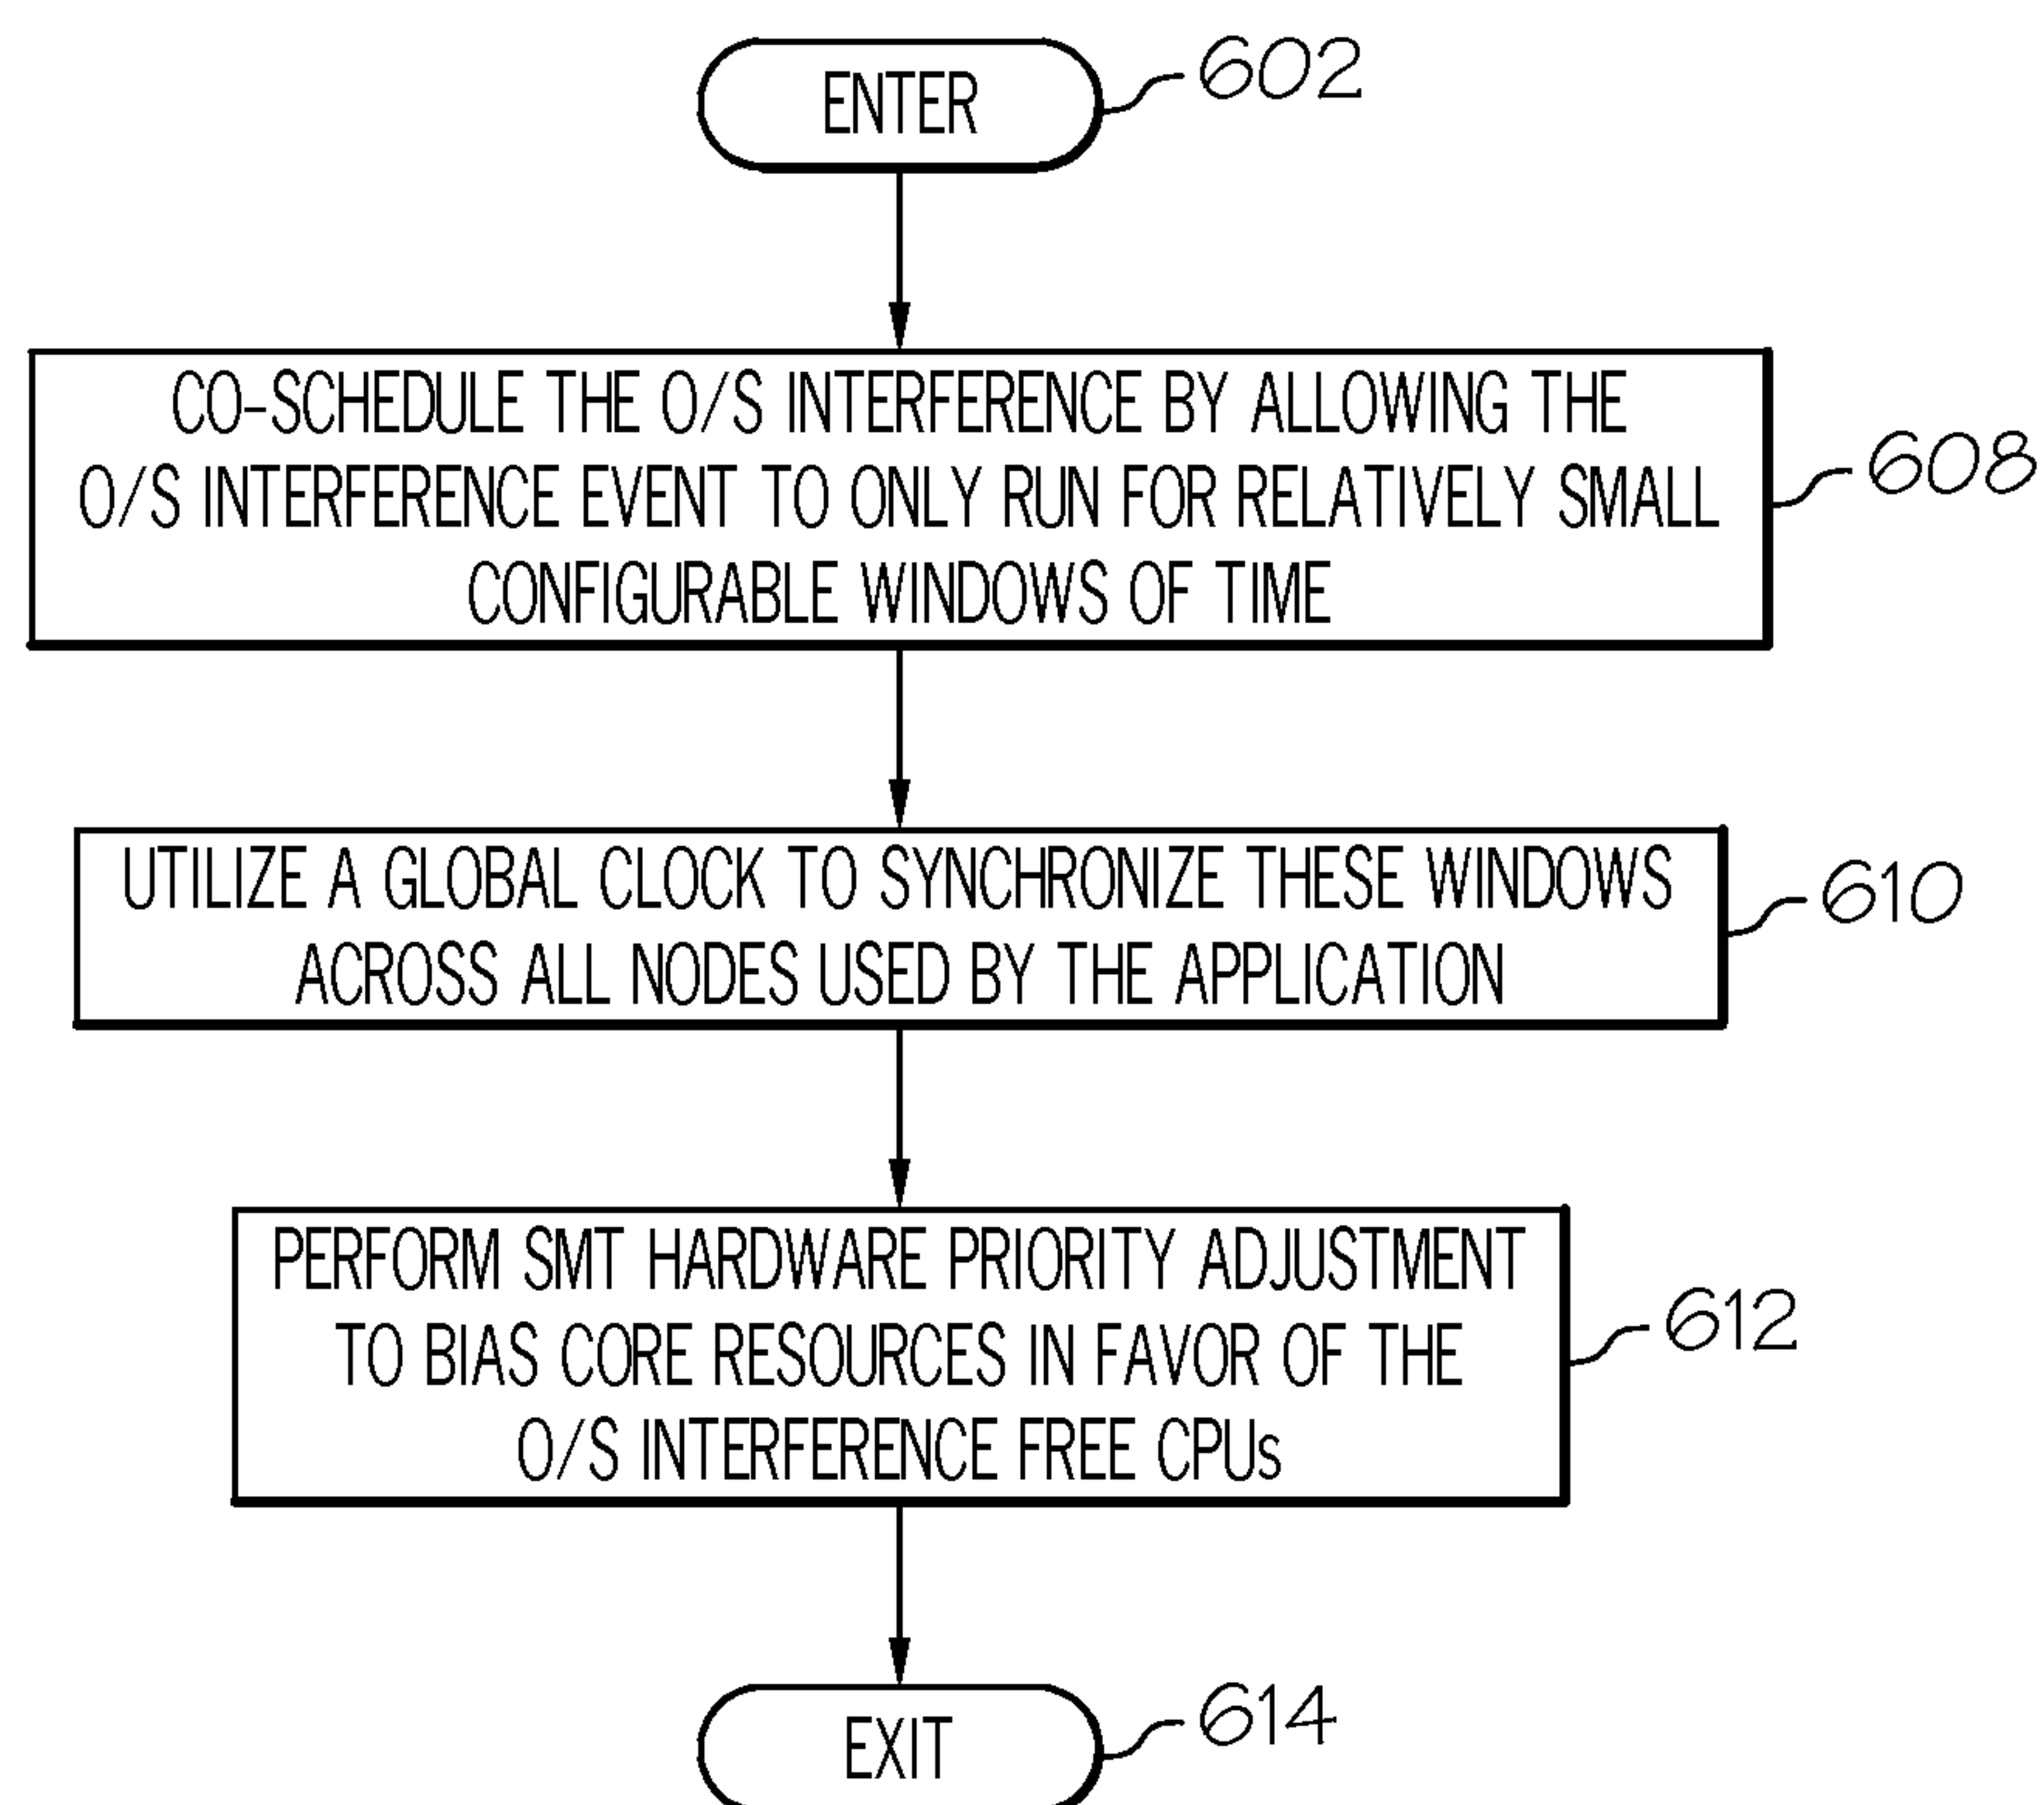 ENTER
602
CO-SCHEDULE THE O/S INTERFERENCE BY ALLOWING THE
O/S INTERFERENCE EVENT TO ONLY RUN FOR RELATIVELY SMALL
CONFIGURABLE WINDOWS OF TIME
608
UTILIZE A GLOBAL CLOCK TO SYNCHRONIZE THESE WINDOWS
ACROSS ALL NODES USED BY THE APPLICATION
610
PERFORM SMT HARDWARE PRIORITY ADJUSTMENT
TO BIAS CORE RESOURCES IN FAVOR OF THE
O/S INTERFERENCE FREE CPUs
612
EXIT
614